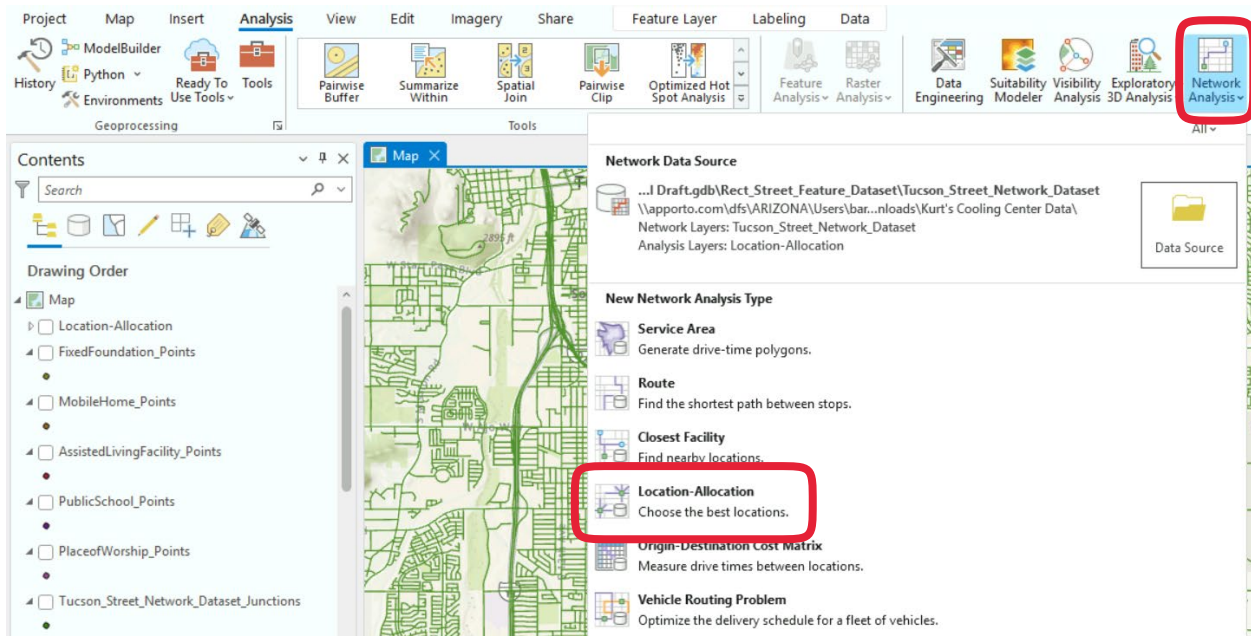 Project Map Insert Analysis View Edit Imagery Share Feature Layer Labeling Data
History
ModelBuilder
Python
Environments
Ready To
Use Tools
Tools
Geoprocessing
Pairwise
Buffer
Summarize
Within
Spatial
Join
Pairwise
Clip
Optimized Hot
Spot Analysis
Tools
Feature
Analysis
Raster
Analysis
Data
Engineering
Suitability
Modeler
Visibility
Analysis
Exploratory
3D Analysis
Network
Analysis
Contents
Search
Drawing Order
Map
Location-Allocation
FixedFoundation_Points
MobileHome_Points
AssistedLivingFacility_Points
PublicSchool_Points
PlaceofWorship_Points
Tucson_Street_Network_Dataset_Junctions
Map
2895 ft
All
Network Data Source
...l Draft.gdb\Rect_Street_Feature_Dataset\Tucson_Street_Network_Dataset
\\apporto.com\dfs\ARIZONA\Users\bar...nloads\Kurt's Cooling Center Data\
Network Layers: Tucson_Street_Network_Dataset
Analysis Layers: Location-Allocation
Data Source
New Network Analysis Type
Service Area
Generate drive-time polygons.
Route
Find the shortest path between stops.
Closest Facility
Find nearby locations.
Location-Allocation
Choose the best locations.
Origin-Destination Cost Matrix
Measure drive times between locations.
Vehicle Routing Problem
Optimize the delivery schedule for a fleet of vehicles.